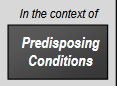 In the context of
Predisposing
Conditions